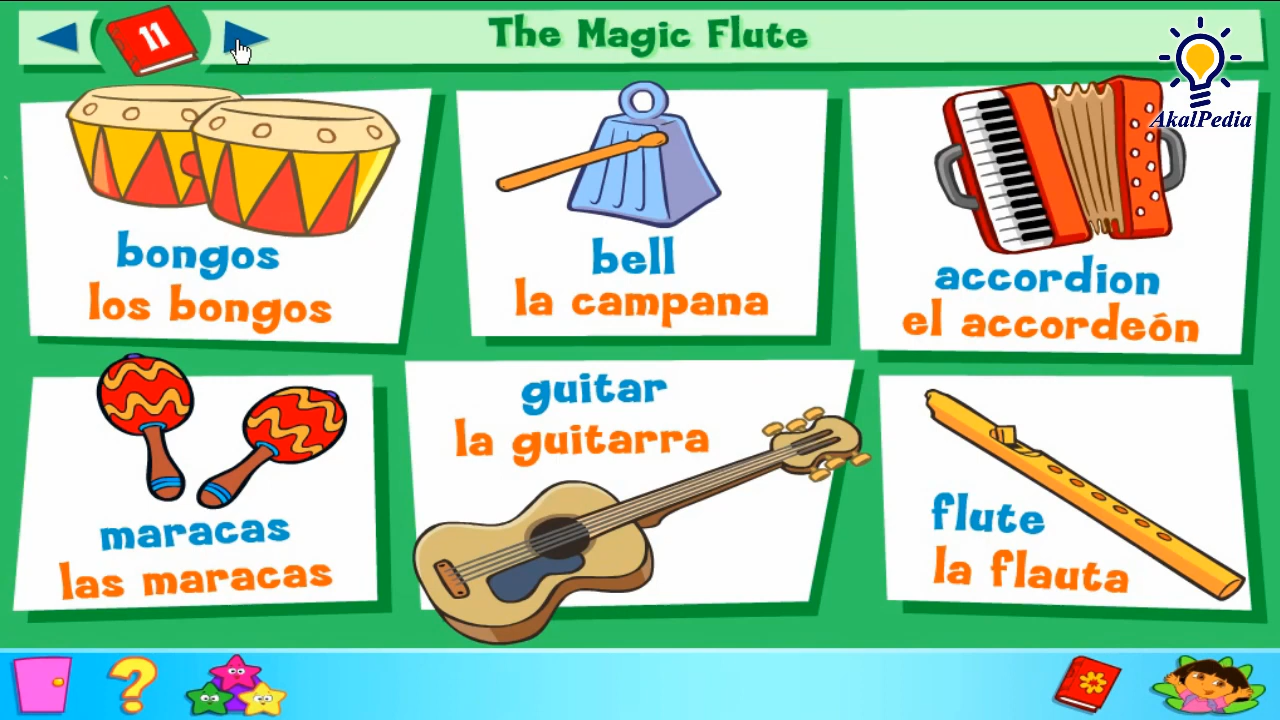 11
The Magic Flute
AkalPedia
bongos
los bongos
bell
la campana
accordion
el accordeón
maracas
las maracas
guitar
la guitarra
flute
la flauta
?